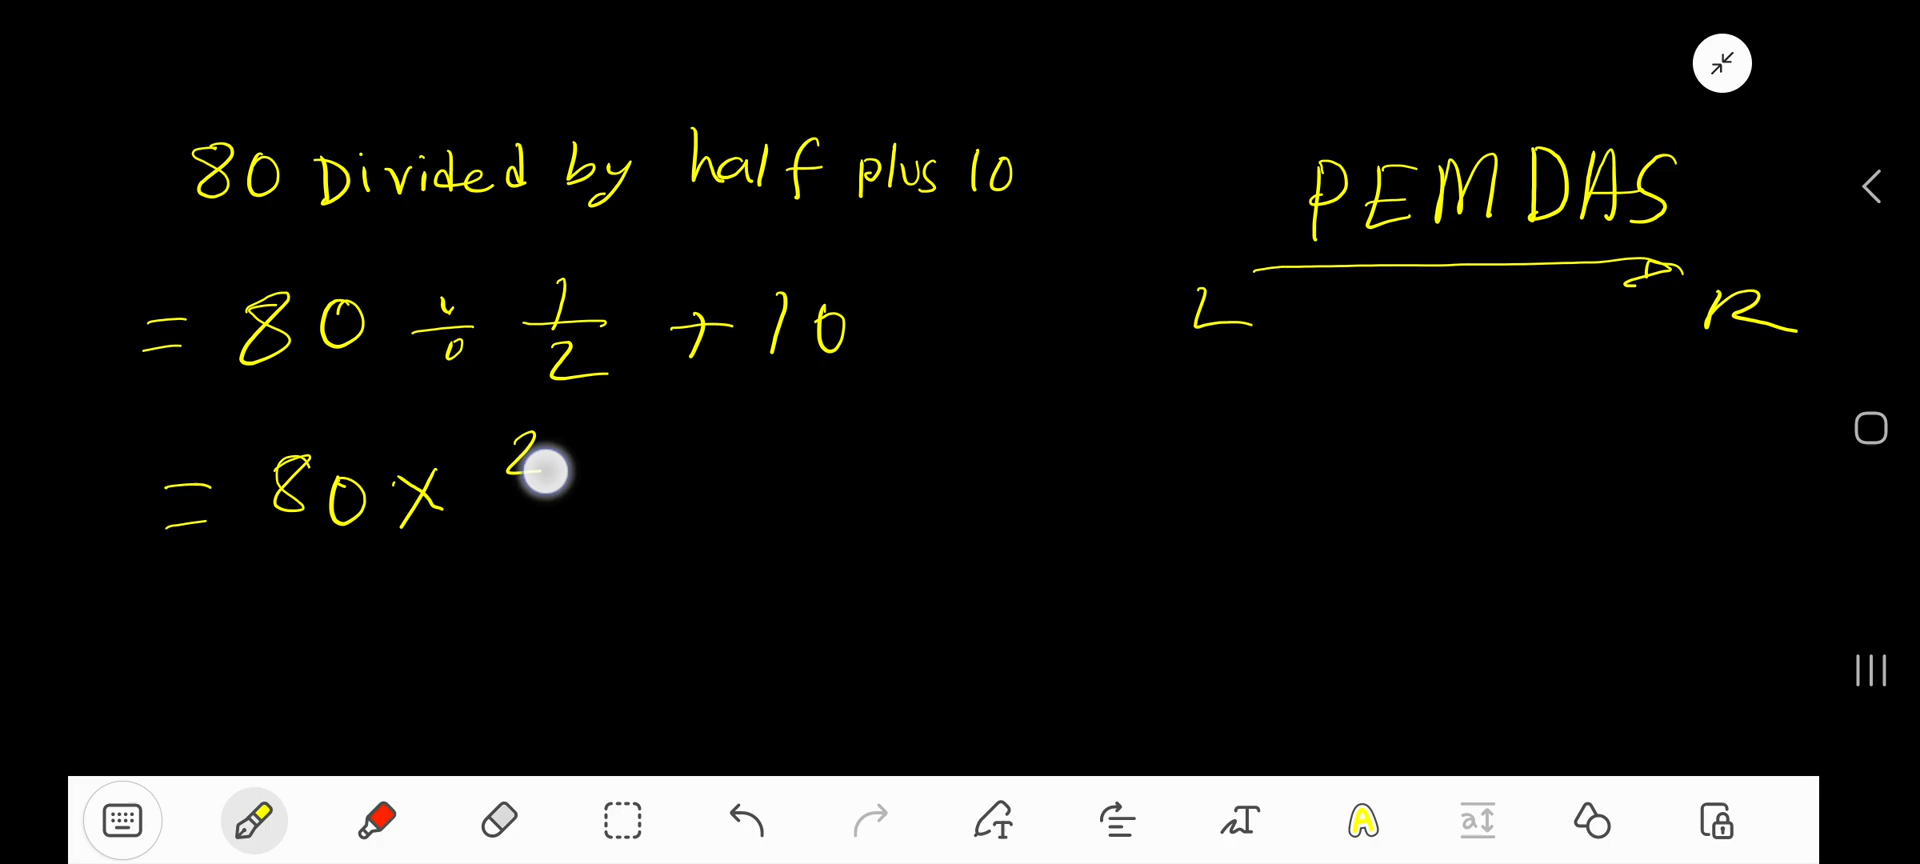 80 Divided by half plus 10
PEMDAS
L R
= 80 ÷ 1/2 + 10
= 80 × 2